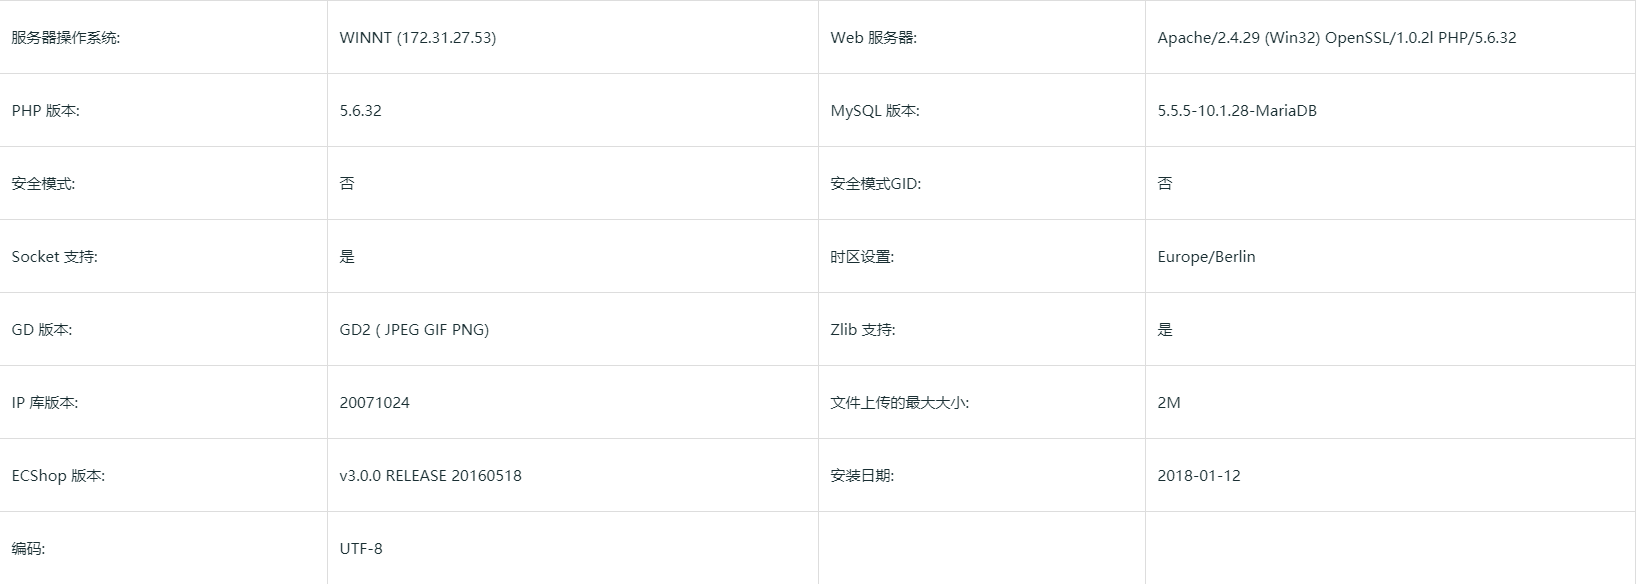 服务器操作系统: WINNT (172.31.27.53) Web 服务器: Apache/2.4.29 (Win32) OpenSSL/1.0.2l PHP/5.6.32
PHP 版本: 5.6.32 MySQL 版本: 5.5.5-10.1.28-MariaDB
安全模式: 否 安全模式GID: 否
Socket 支持: 是 时区设置: Europe/Berlin
GD 版本: GD2 ( JPEG GIF PNG) Zlib 支持: 是
IP 库版本: 20071024 文件上传的最大大小: 2M
ECShop 版本: v3.0.0 RELEASE 20160518 安装日期: 2018-01-12
编码: UTF-8